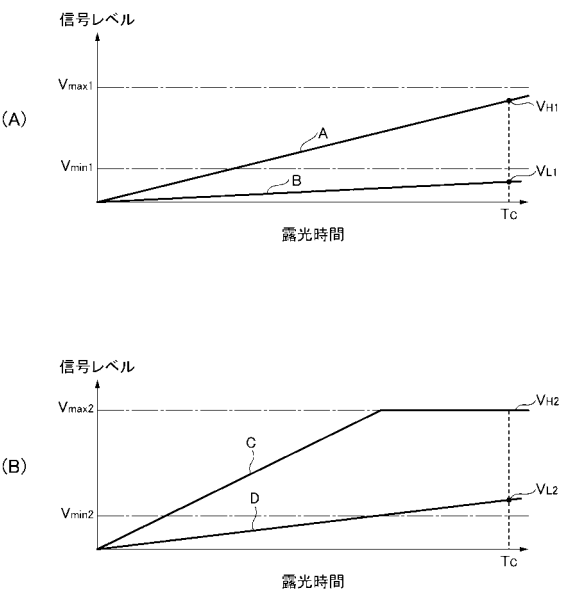 信号レベル
Vmax1
VH1
(A)
A
Vmin1
B
VL1
Tc
露光時間
信号レベル
Vmax2
VH2
C
(B)
D
VL2
Vmin2
Tc
露光時間